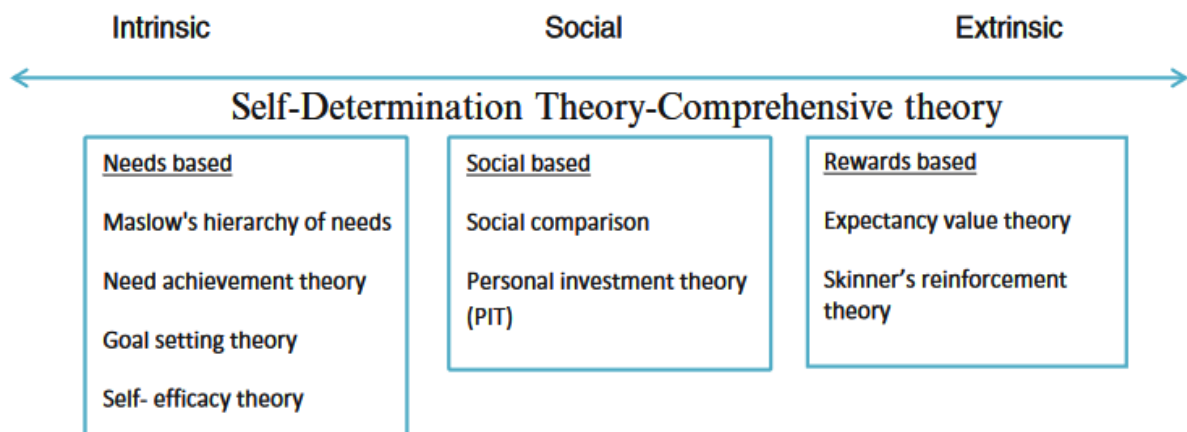 Intrinsic
Social
Extrinsic
Self-Determination Theory-Comprehensive theory
Needs based
Maslow's hierarchy of needs
Need achievement theory
Goal setting theory
Self- efficacy theory
Social based
Social comparison
Personal investment theory
(PIT)
Rewards based
Expectancy value theory
Skinner’s reinforcement
theory